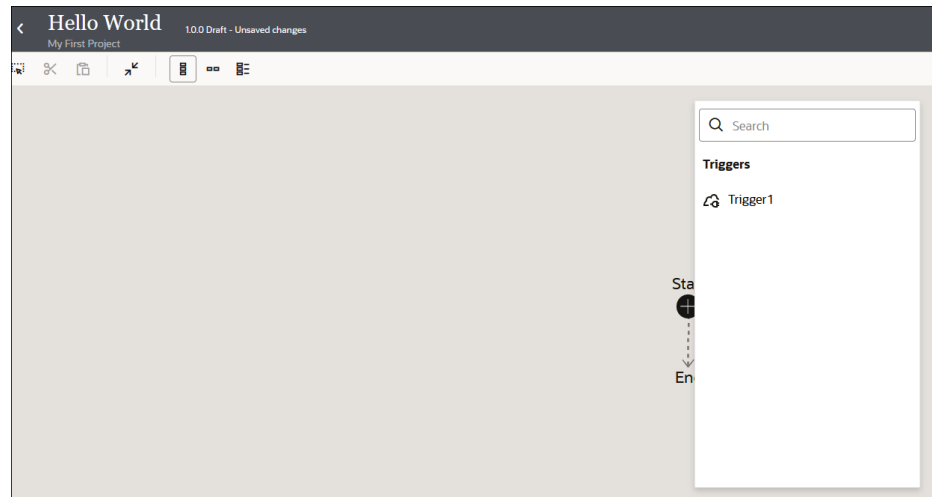 Hello World
1.0.0 Draft - Unsaved changes
My First Project
Search
Triggers
Trigger1
Sta
En